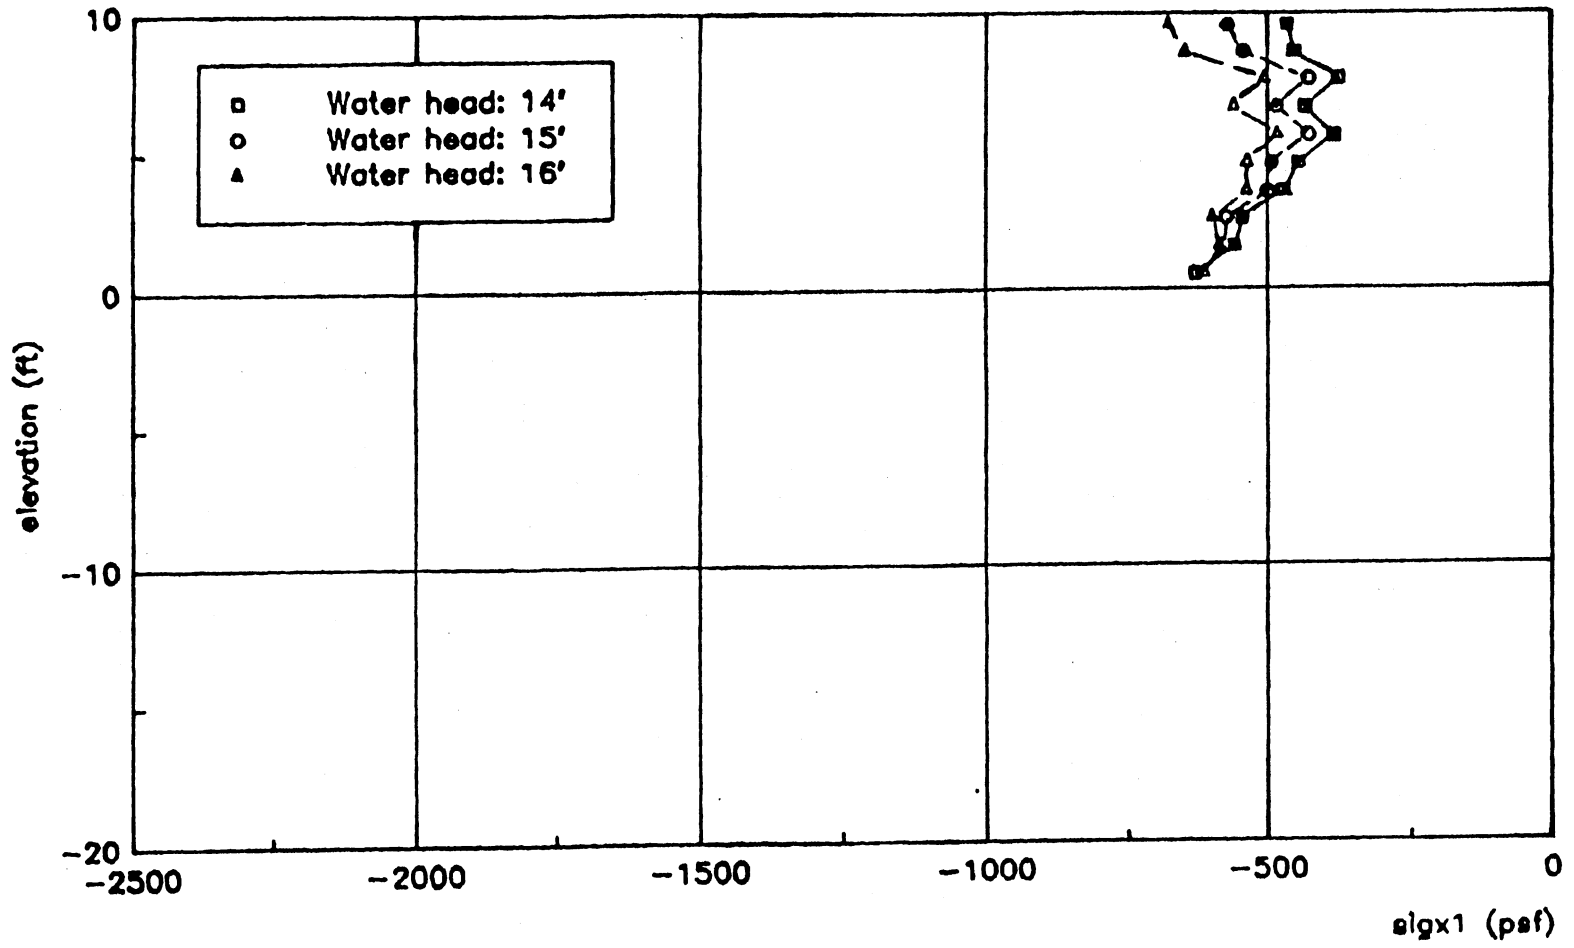 10
Water head: 14'
Water head: 15'
Water head: 16'
0
elevation (ft)
-10
-20
-2500 -2000 -1500 -1000 -500 0
sigx1 (psf)